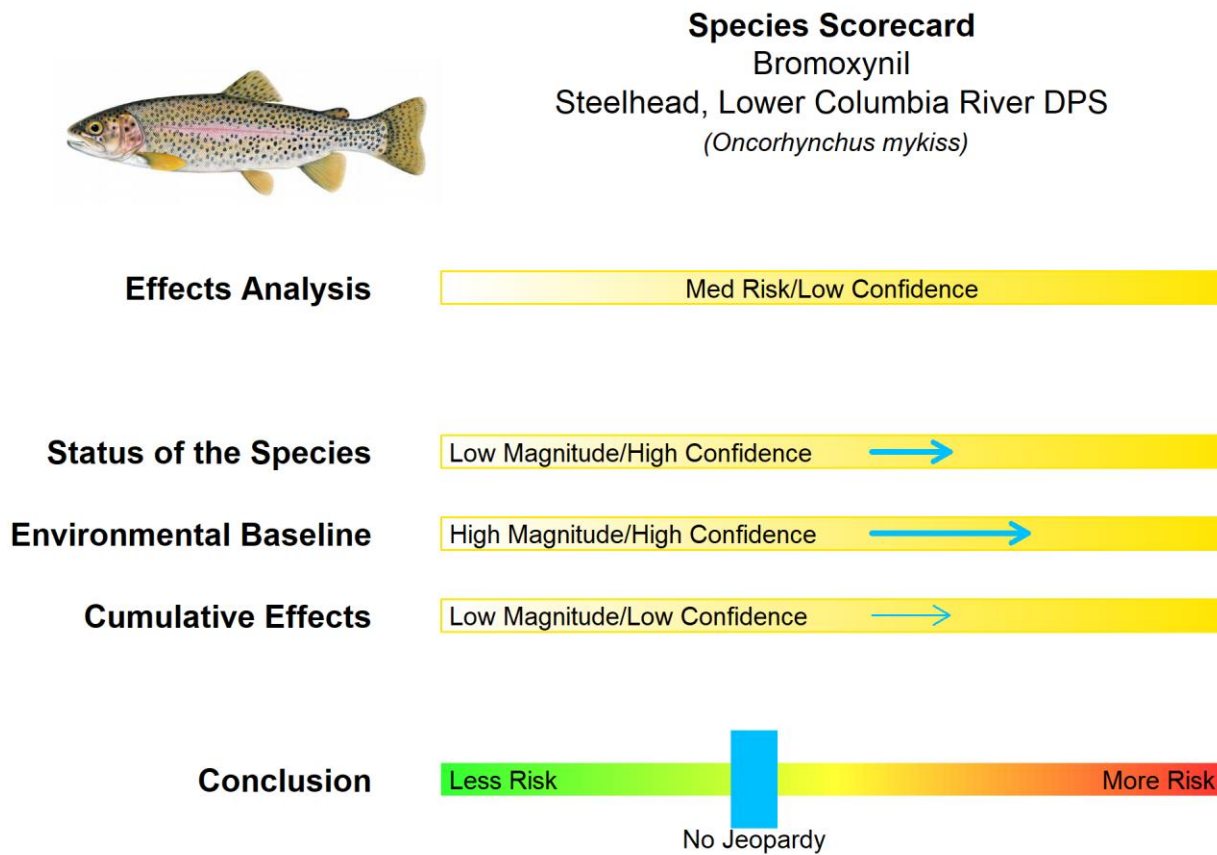 Species Scorecard
Bromoxynil
Steelhead, Lower Columbia River DPS
(Oncorhynchus mykiss)
Effects Analysis
Med Risk/Low Confidence
Status of the Species
Low Magnitude/High Confidence
Environmental Baseline
High Magnitude/High Confidence
Cumulative Effects
Low Magnitude/Low Confidence
Conclusion
Less Risk
More Risk
No Jeopardy